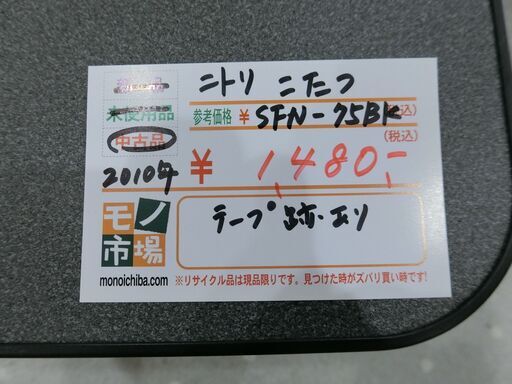 新品
ニトリ こたつ
未使用品
参考価格 ¥ SFN-75BK (税込)
中古品
(税込)
2010年 ¥ 1,480-
モノ市場
テープ跡有り
monoichiba.com ※リサイクル品は現品限りです。見つけた時がズバリ買い時です!